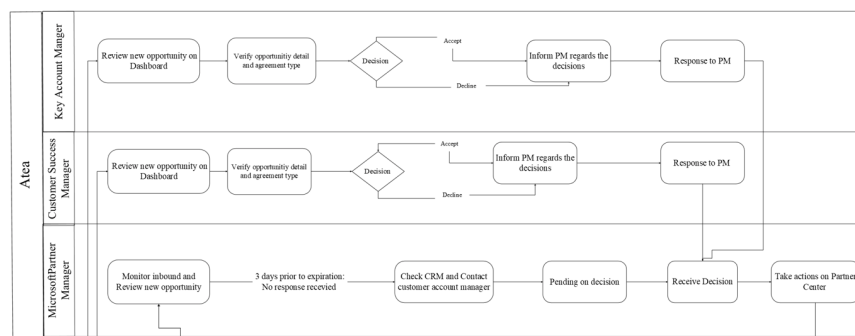 Atea
Key Account Manger
Review new opportunity on
Dashboard
Verify opportunitiy detail
and agreement type
Decision
Accept
Decline
Inform PM regards the
decisions
Response to PM
Customer Success
Manager
Review new opportunity on
Dashboard
Verify opportunitiy detail
and agreement type
Decision
Accept
Decline
Inform PM regards the
decisions
Response to PM
MicrosoftPartner
Manager
Monitor inbound and
Review new opportunity
3 days prior to expiration:
No response recevied
Check CRM and Contact
customer account manager
Pending on decision
Receive Decision
Take actions on Partner
Center